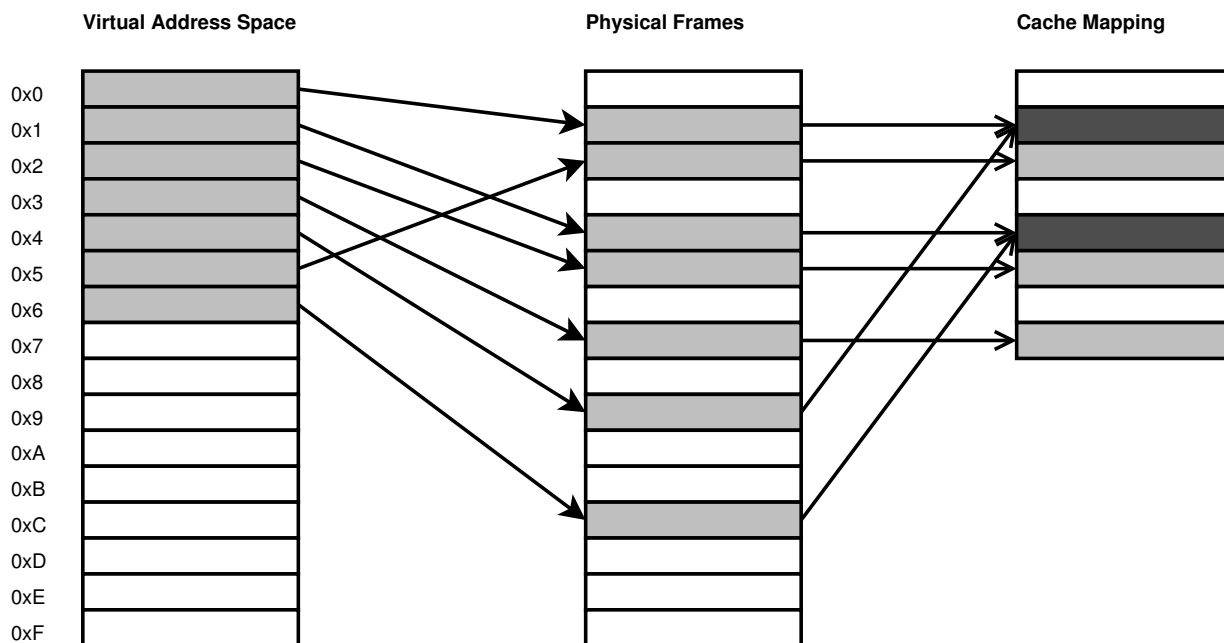 Virtual Address Space Physical Frames Cache Mapping
0x0
0x1
0x2
0x3
0x4
0x5
0x6
0x7
0x8
0x9
0xA
0xB
0xC
0xD
0xE
0xF